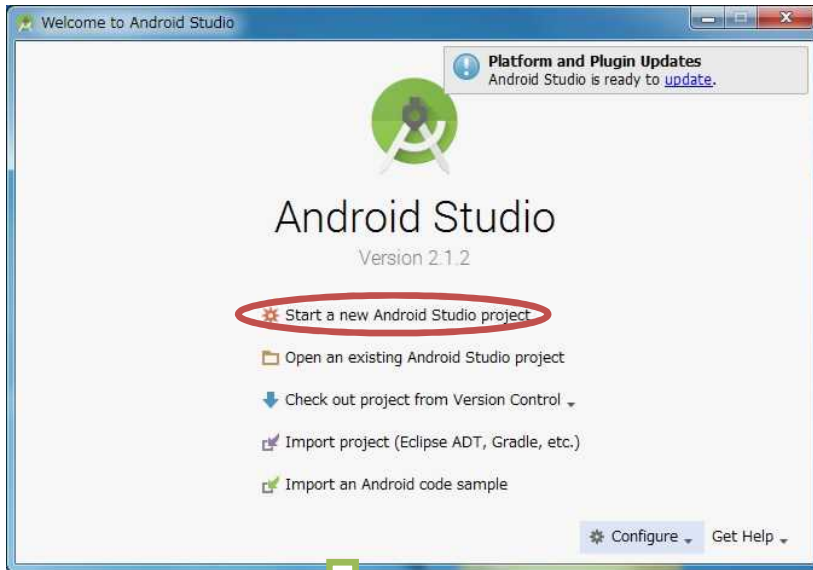 Welcome to Android Studio
Platform and Plugin Updates
Android Studio is ready to update.
Android Studio
Version 2.1.2
Start a new Android Studio project
Open an existing Android Studio project
Check out project from Version Control
Import project (Eclipse ADT, Gradle, etc.)
Import an Android code sample
Configure Get Help